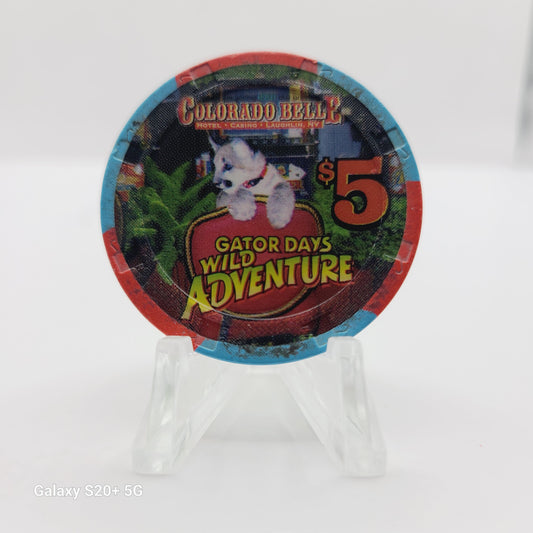 COLORADO BELLE
HOTEL • CASINO • LAUGHLIN, NV
$5
GATOR DAYS
WILD
ADVENTURE
Galaxy S20+ 5G